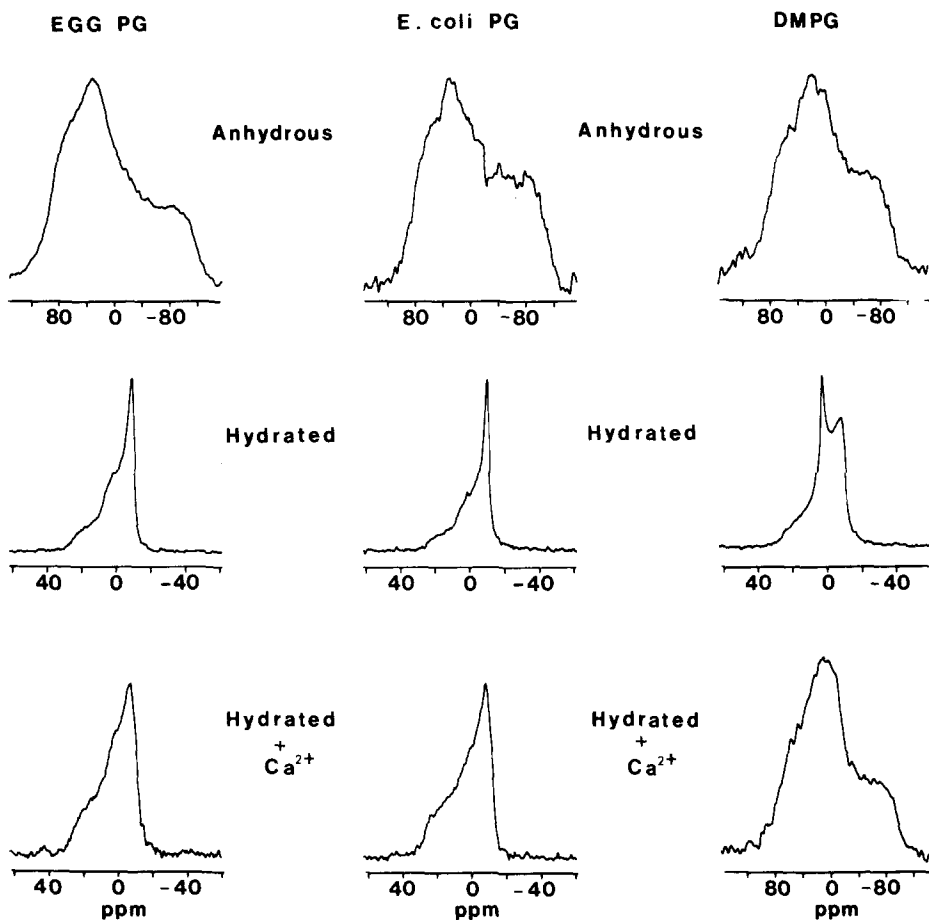 EGG PG
E. coli PG
DMPG
Anhydrous
Anhydrous
80 0 -80
80 0 -80
80 0 -80
Hydrated
Hydrated
40 0 -40
40 0 -40
40 0 -40
Hydrated
+
Ca²⁺
Hydrated
+
Ca²⁺
40 0 -40
ppm
40 0 -40
ppm
80 0 -80
ppm